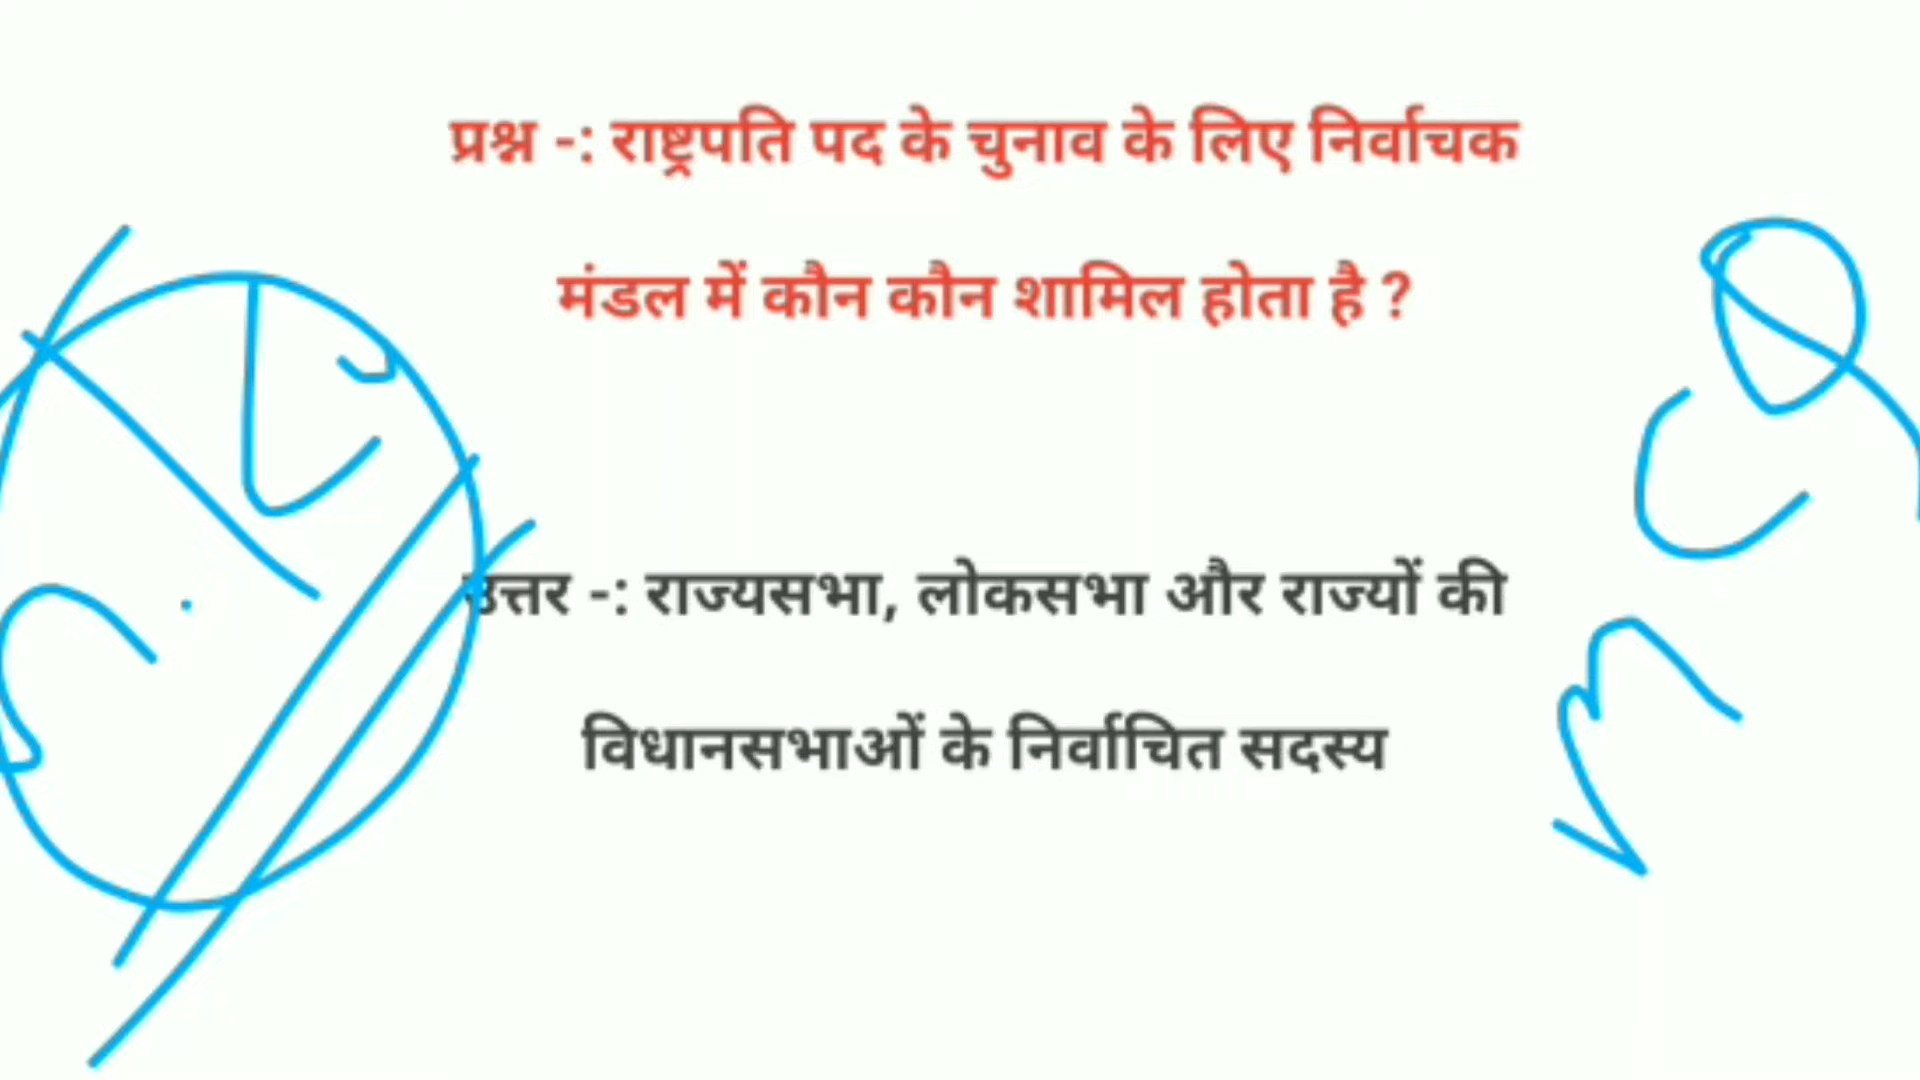 प्रश्न -: राष्ट्रपति पद के चुनाव के लिए निर्वाचक
मंडल में कौन कौन शामिल होता है ?
उत्तर -: राज्यसभा, लोकसभा और राज्यों की
विधानसभाओं के निर्वाचित सदस्य